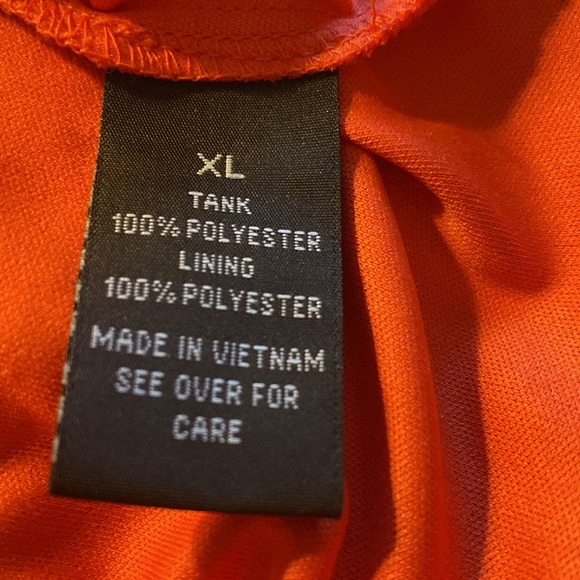 XL
TANK
100% POLYESTER
LINING
100% POLYESTER
MADE IN VIETNAM
SEE OVER FOR
CARE